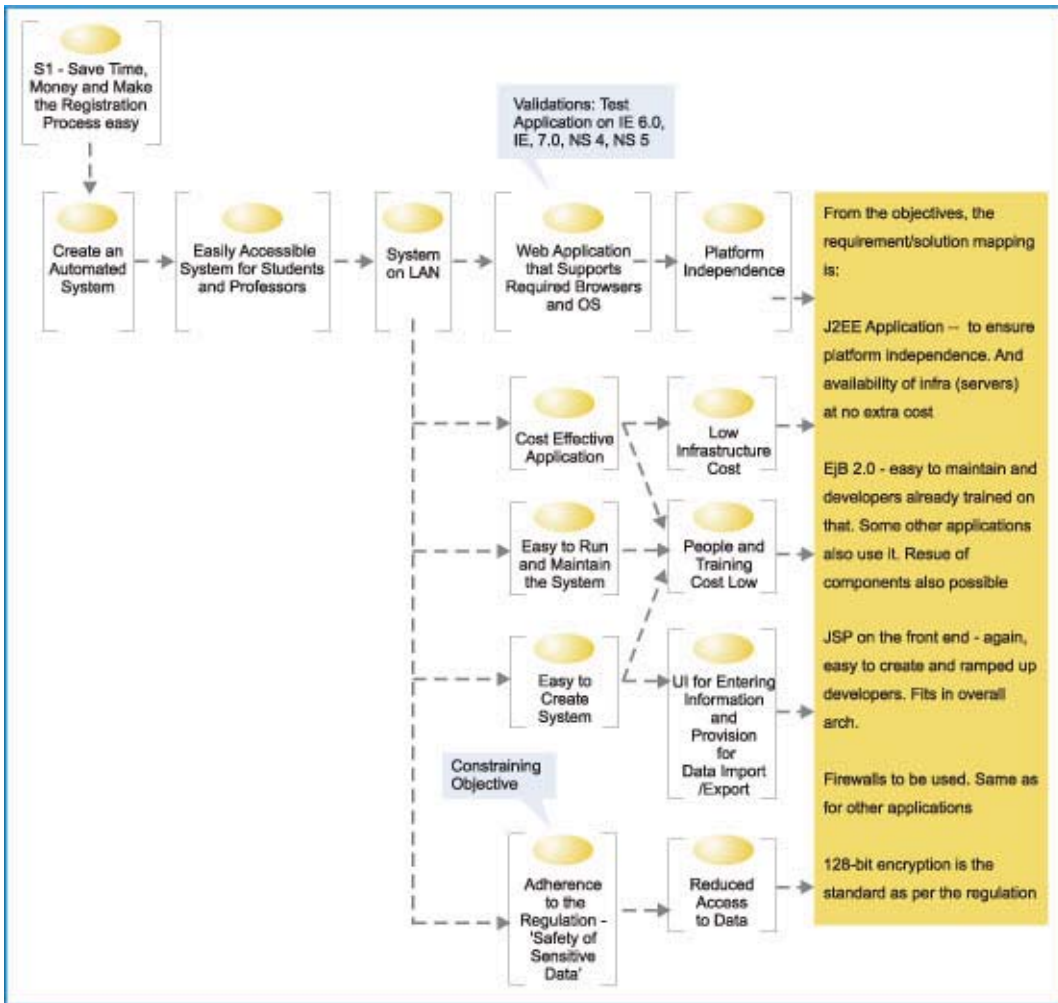 S1 - Save Time,
Money and Make
the Registration
Process easy
Validations: Test
Application on IE 6.0,
IE, 7.0, NS 4, NS 5
Create an
Automated
System
Easily Accessible
System for Students
and Professors
System
on LAN
Web Application
that Supports
Required Browsers
and OS
Platform
Independence
Cost Effective
Application
Low
Infrastructure
Cost
Easy to Run
and Maintain
the System
People and
Training
Cost Low
Easy to
Create
System
UI for Entering
Information
and
Provision
for
Data Import
/Export
Constraining
Objective
Adherence
to the
Regulation -
'Safety of
Sensitive
Data'
Reduced
Access
to Data
From the objectives, the
requirement/solution mapping
is:
J2EE Application -- to ensure
platform independence. And
availability of infra (servers)
at no extra cost
EjB 2.0 - easy to maintain and
developers already trained on
that. Some other applications
also use it. Resue of
components also possible
JSP on the front end - again,
easy to create and ramped up
developers. Fits in overall
arch.
Firewalls to be used. Same as
for other applications
128-bit encryption is the
standard as per the regulation